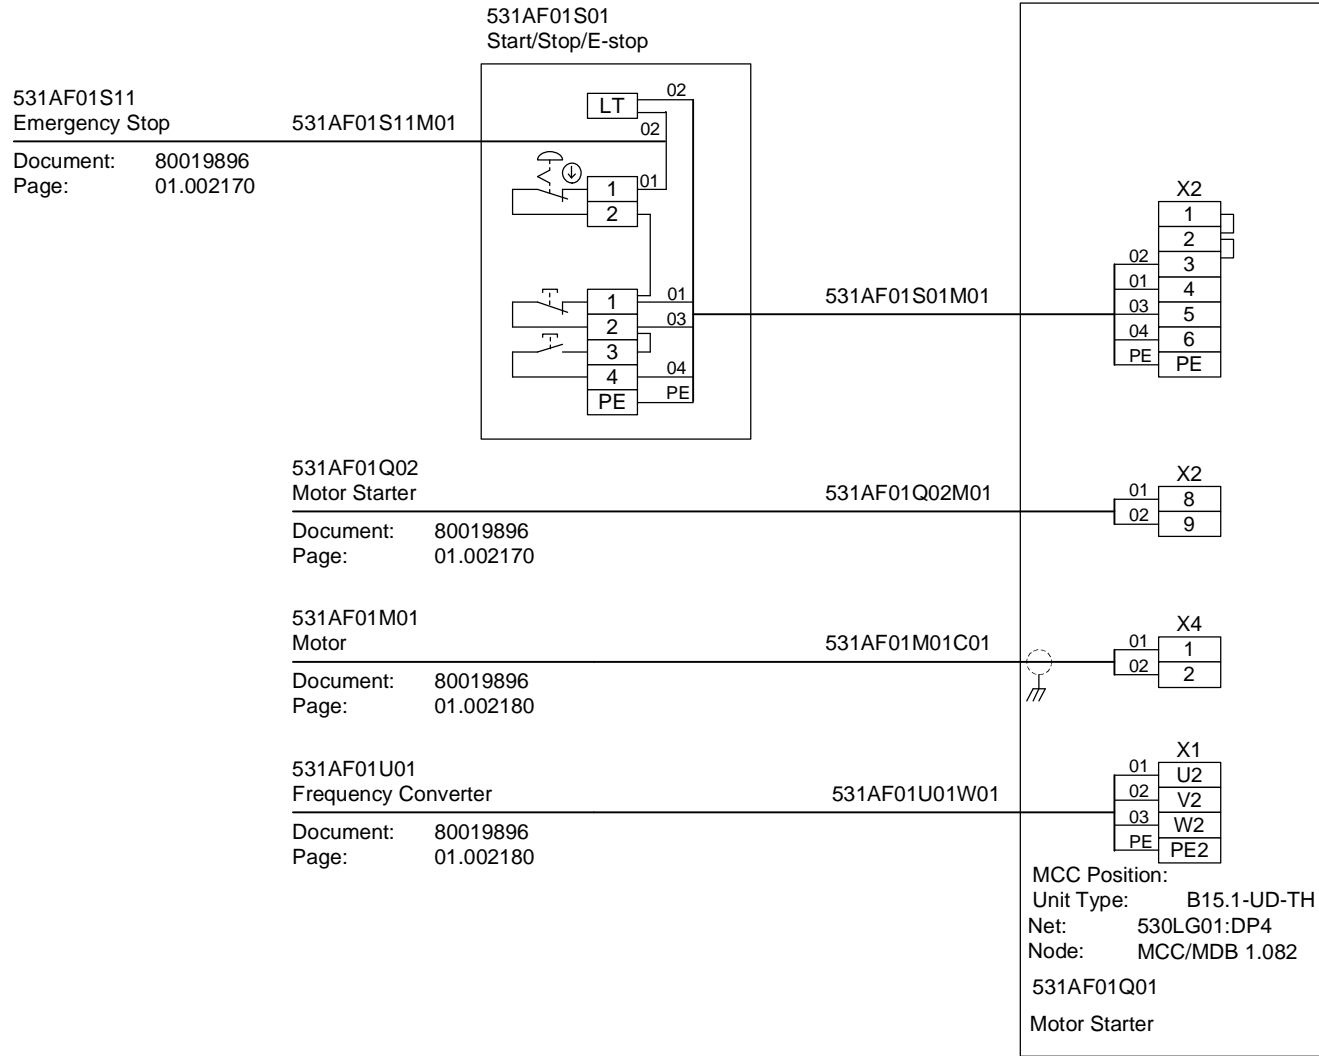 531AF01S01
Start/Stop/E-stop
531AF01S11
Emergency Stop
531AF01S11M01
Document: 80019896
Page: 01.002170
LT
02
02
1
01
2
1
01
2
03
3
4
04
PE
PE
531AF01S01M01
X2
1
2
02
3
01
4
03
5
04
6
PE
PE
531AF01Q02
Motor Starter
531AF01Q02M01
Document: 80019896
Page: 01.002170
X2
01
8
02
9
531AF01M01
Motor
531AF01M01C01
Document: 80019896
Page: 01.002180
X4
01
1
02
2
531AF01U01
Frequency Converter
531AF01U01W01
Document: 80019896
Page: 01.002180
X1
01
U2
02
V2
03
W2
PE
PE2
MCC Position:
Unit Type: B15.1-UD-TH
Net: 530LG01:DP4
Node: MCC/MDB 1.082
531AF01Q01
Motor Starter